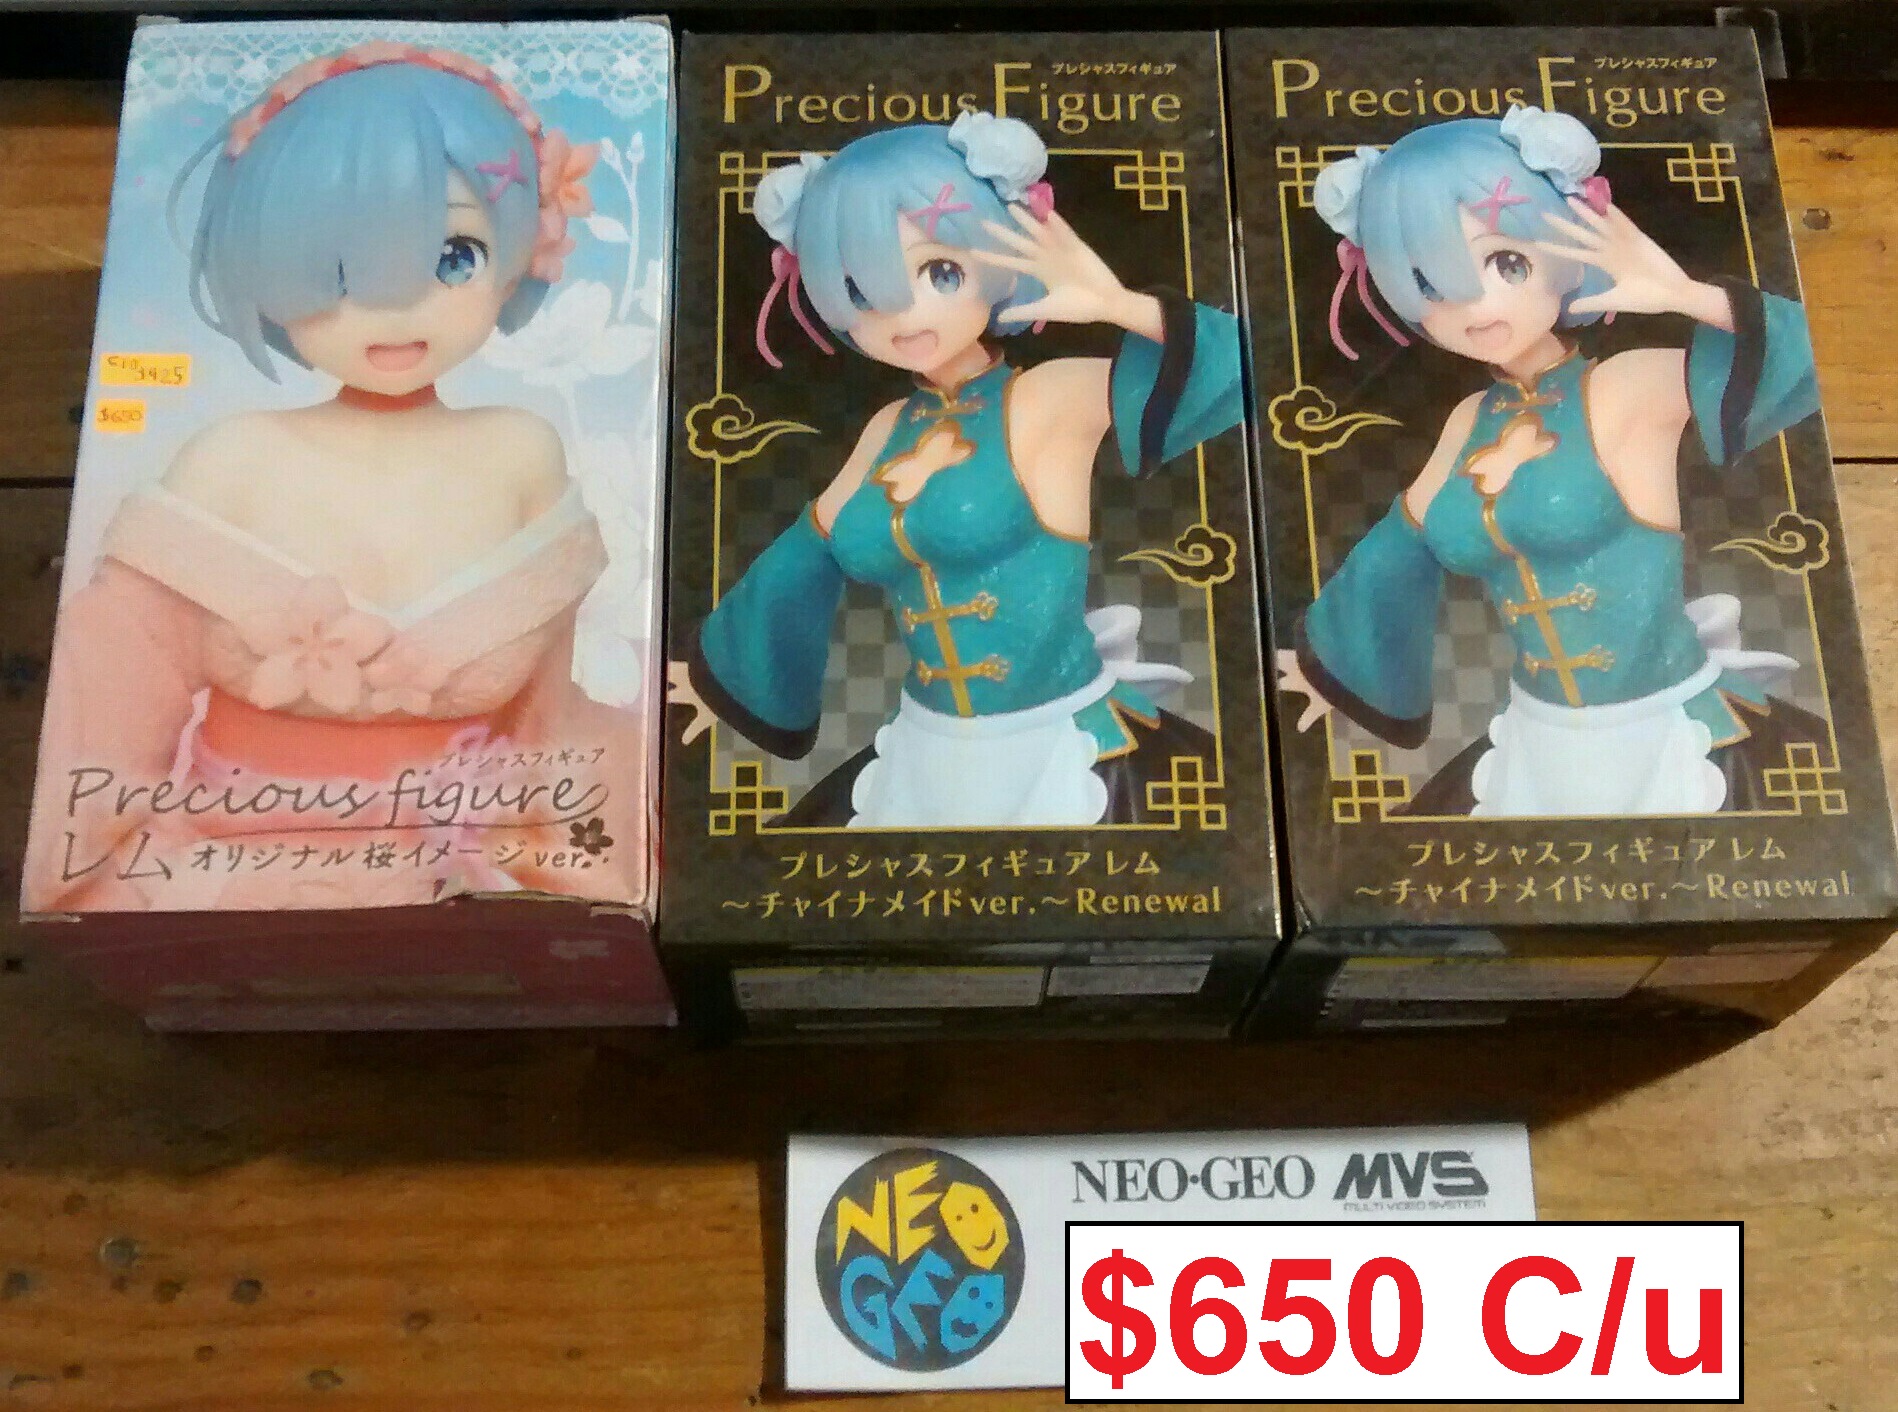 3425
$650
プレシャスフィギュア
Precious figure
レム オリジナル桜イメージver.
プレシャスフィギュア
Precious Figure
プレシャスフィギュア レム
～チャイナメイドver.～Renewal
プレシャスフィギュア
Precious Figure
プレシャスフィギュア レム
～チャイナメイドver.～Renewal
NEO
GEO
NEO•GEO MVS
MULTI VIDEO SYSTEM
$650 C/u